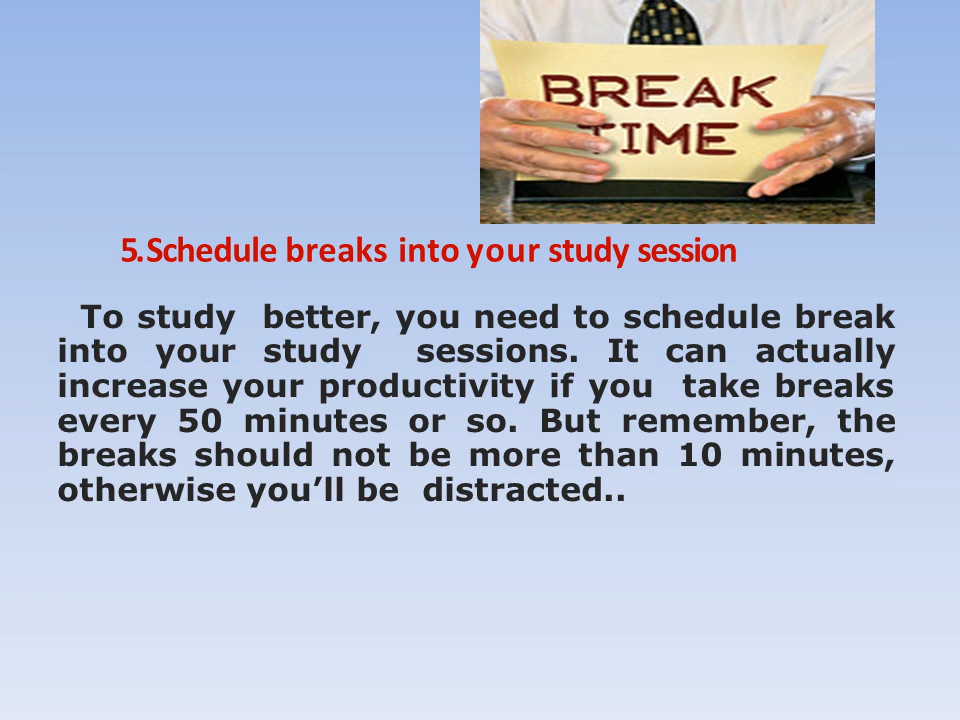 BREAK
TIME
5.Schedule breaks into your study session
To study better, you need to schedule break
into your study sessions. It can actually
increase your productivity if you take breaks
every 50 minutes or so. But remember, the
breaks should not be more than 10 minutes,
otherwise you’ll be distracted..